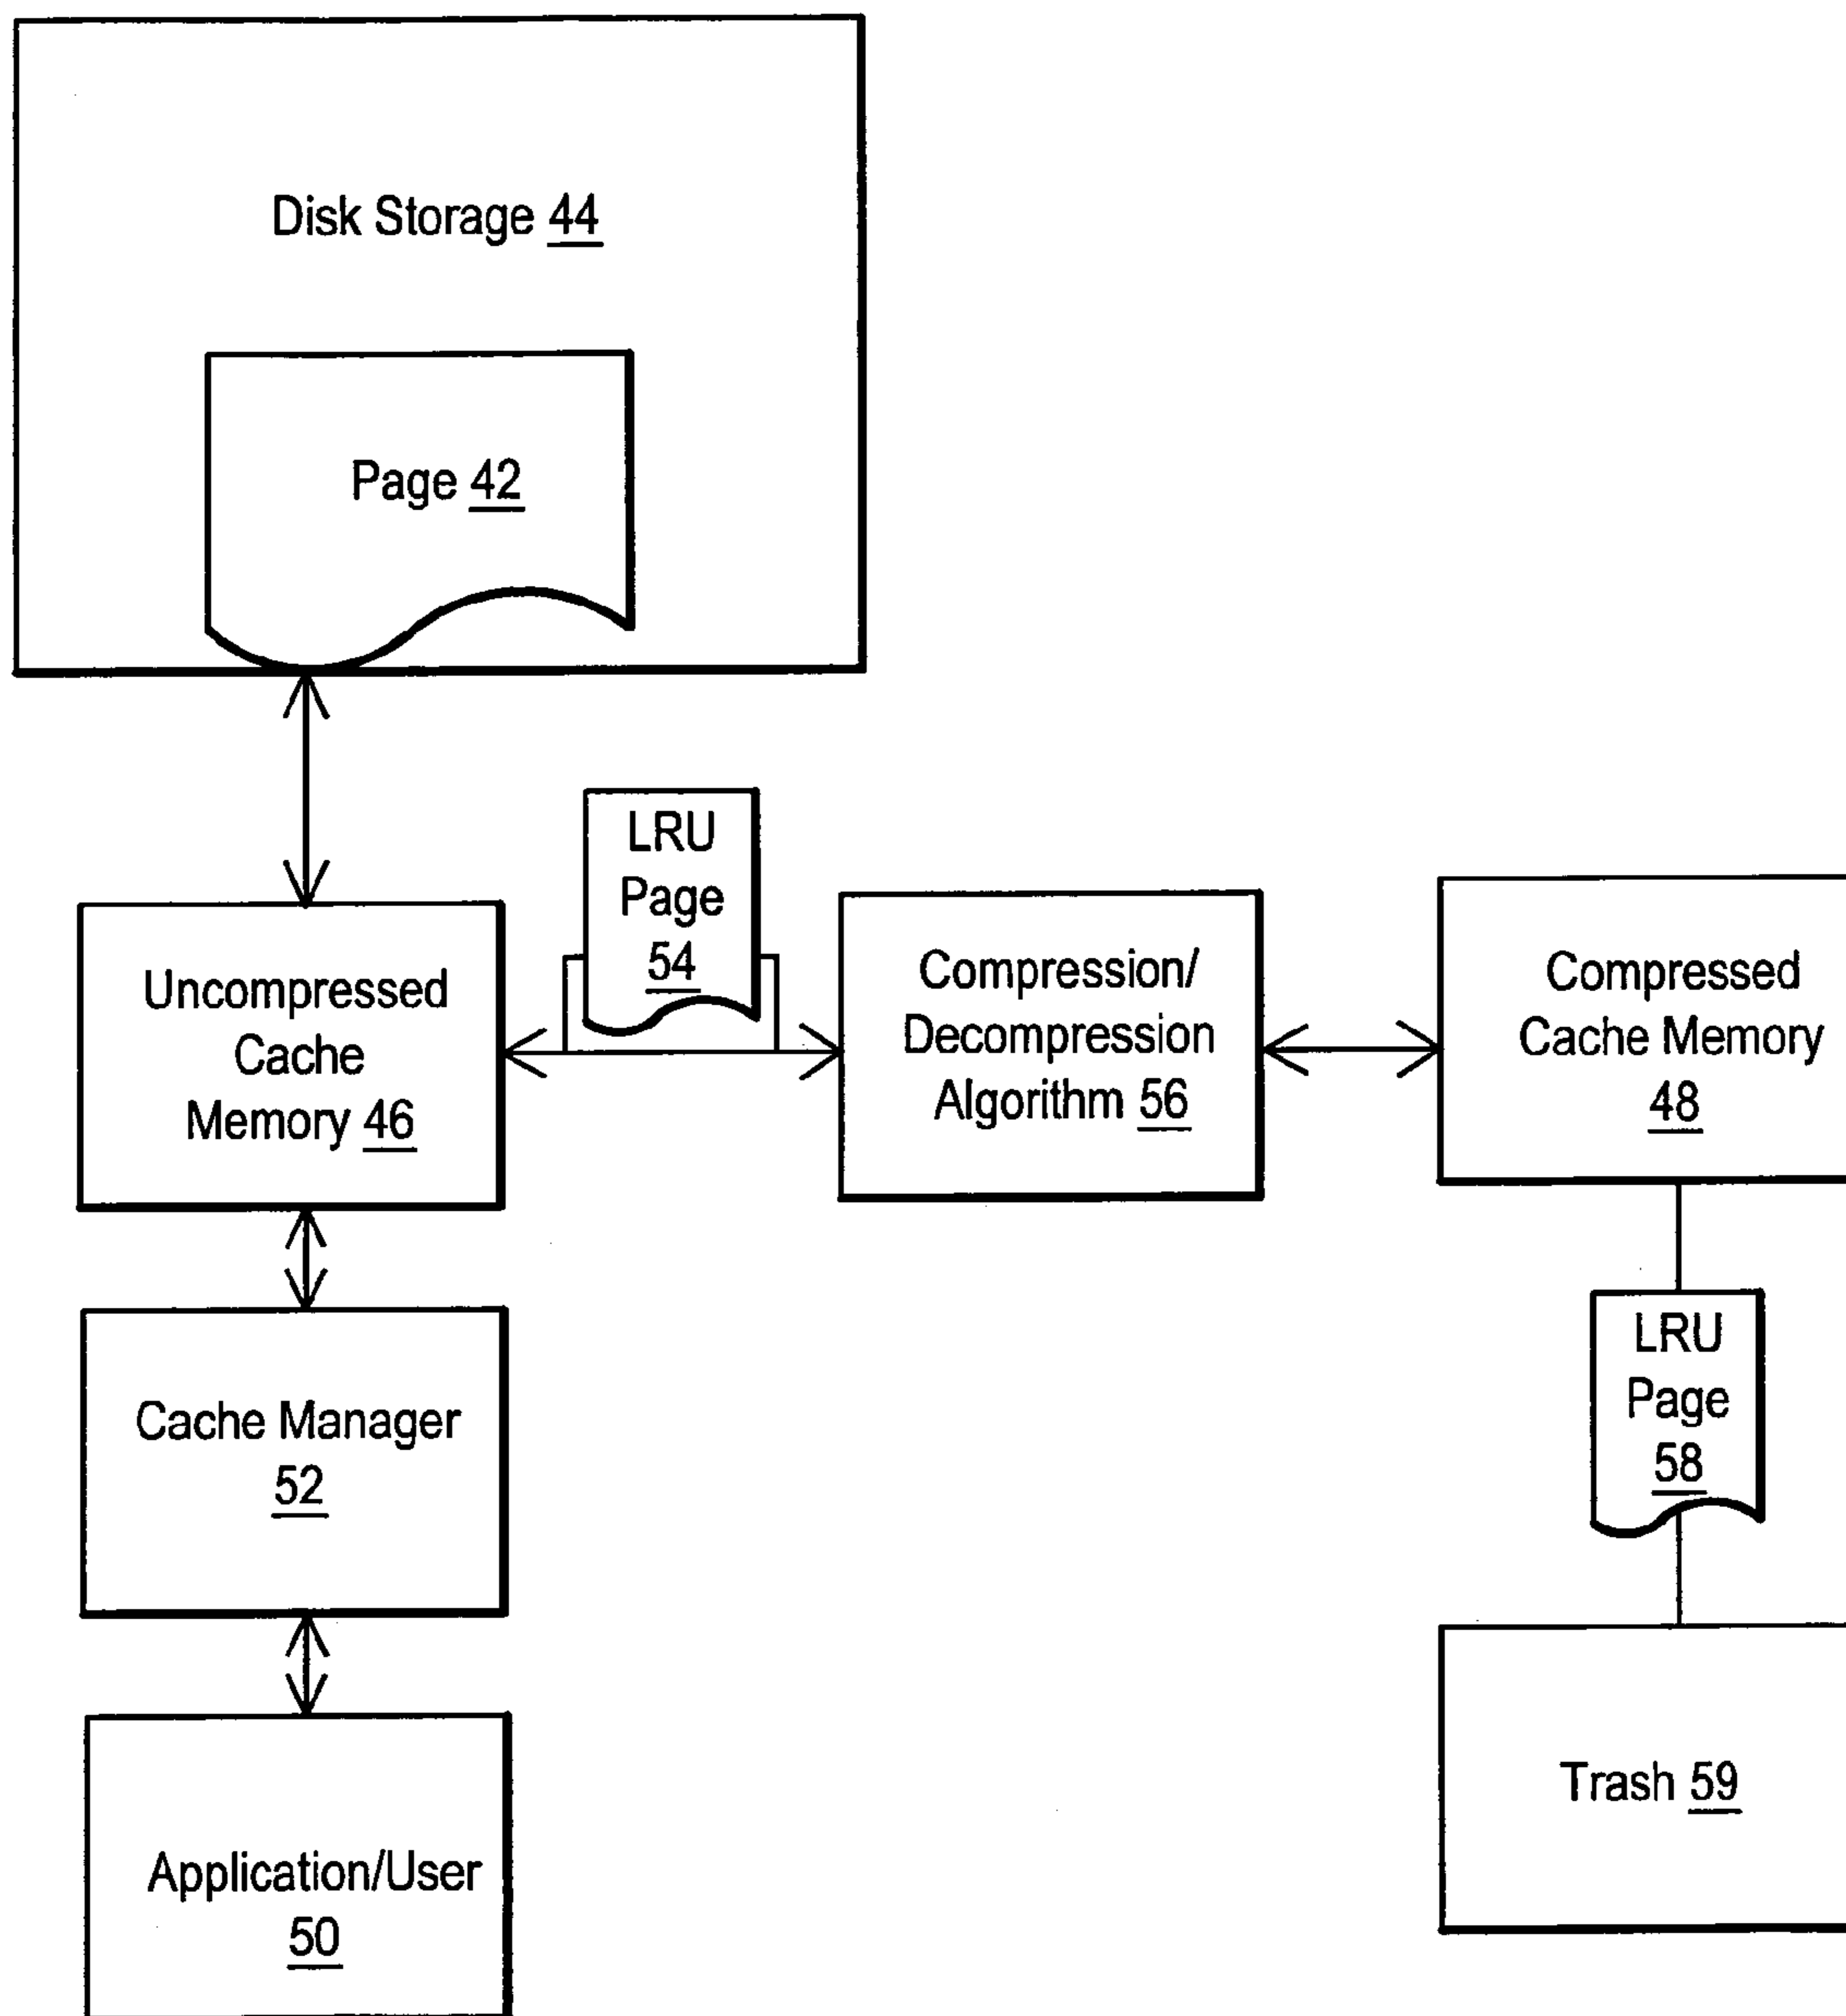 Disk Storage 44
Page 42
LRU
Page
54
Uncompressed
Cache
Memory 46
Compression/
Decompression
Algorithm 56
Compressed
Cache Memory
48
Cache Manager
52
LRU
Page
58
Application/User
50
Trash 59